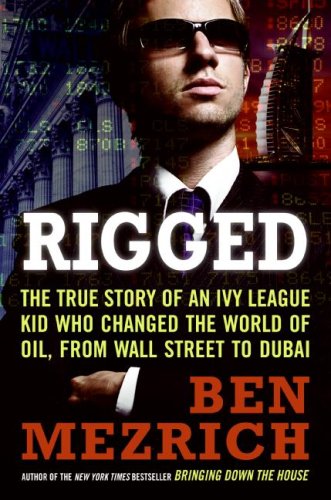 RIGGED
THE TRUE STORY OF AN IVY LEAGUE
KID WHO CHANGED THE WORLD OF
OIL, FROM WALL STREET TO DUBAI
BEN
MEZRICH
AUTHOR OF THE NEW YORK TIMES BESTSELLER BRINGING DOWN THE HOUSE